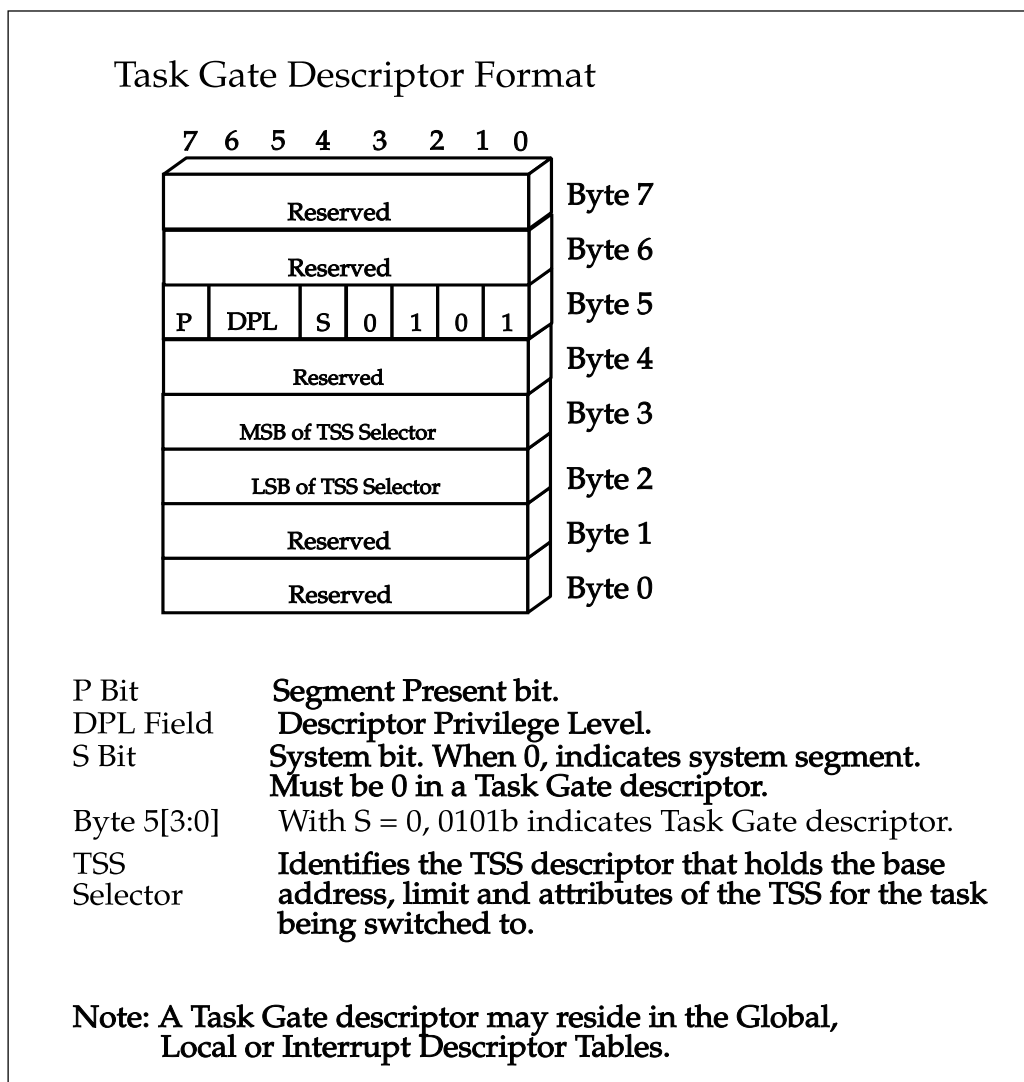 Task Gate Descriptor Format
7 6 5 4 3 2 1 0
Reserved Byte 7
Reserved Byte 6
P DPL S 0 1 0 1 Byte 5
Reserved Byte 4
MSB of TSS Selector Byte 3
LSB of TSS Selector Byte 2
Reserved Byte 1
Reserved Byte 0
P Bit Segment Present bit.
DPL Field Descriptor Privilege Level.
S Bit System bit. When 0, indicates system segment.
Must be 0 in a Task Gate descriptor.
Byte 5[3:0] With S = 0, 0101b indicates Task Gate descriptor.
TSS Identifies the TSS descriptor that holds the base
Selector address, limit and attributes of the TSS for the task
being switched to.
Note: A Task Gate descriptor may reside in the Global,
Local or Interrupt Descriptor Tables.